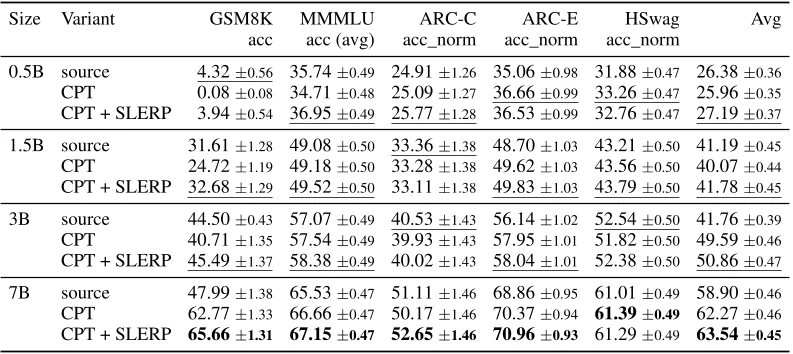 Size Variant GSM8K MMMLU ARC-C ARC-E HSwag Avg
acc acc (avg) acc_norm acc_norm acc_norm
0.5B source 4.32 ±0.56 35.74 ±0.49 24.91 ±1.26 35.06 ±0.98 31.88 ±0.47 26.38 ±0.36
CPT 0.08 ±0.08 34.71 ±0.48 25.09 ±1.27 36.66 ±0.99 33.26 ±0.47 25.96 ±0.35
CPT + SLERP 3.94 ±0.54 36.95 ±0.49 25.77 ±1.28 36.53 ±0.99 32.76 ±0.47 27.19 ±0.37
1.5B source 31.61 ±1.28 49.08 ±0.50 33.36 ±1.38 48.70 ±1.03 43.21 ±0.50 41.19 ±0.45
CPT 24.72 ±1.19 49.18 ±0.50 33.28 ±1.38 49.62 ±1.03 43.56 ±0.50 40.07 ±0.44
CPT + SLERP 32.68 ±1.29 49.52 ±0.50 33.11 ±1.38 49.83 ±1.03 43.79 ±0.50 41.78 ±0.45
3B source 44.50 ±0.43 57.07 ±0.49 40.53 ±1.43 56.14 ±1.02 52.54 ±0.50 41.76 ±0.39
CPT 40.71 ±1.35 57.54 ±0.49 39.93 ±1.43 57.95 ±1.01 51.82 ±0.50 49.59 ±0.46
CPT + SLERP 45.49 ±1.37 58.38 ±0.49 40.02 ±1.43 58.04 ±1.01 52.38 ±0.50 50.86 ±0.47
7B source 47.99 ±1.38 65.53 ±0.47 51.11 ±1.46 68.86 ±0.95 61.01 ±0.49 58.90 ±0.46
CPT 62.77 ±1.33 66.66 ±0.47 50.17 ±1.46 70.37 ±0.94 61.39 ±0.49 62.27 ±0.46
CPT + SLERP 65.66 ±1.31 67.15 ±0.47 52.65 ±1.46 70.96 ±0.93 61.29 ±0.49 63.54 ±0.45